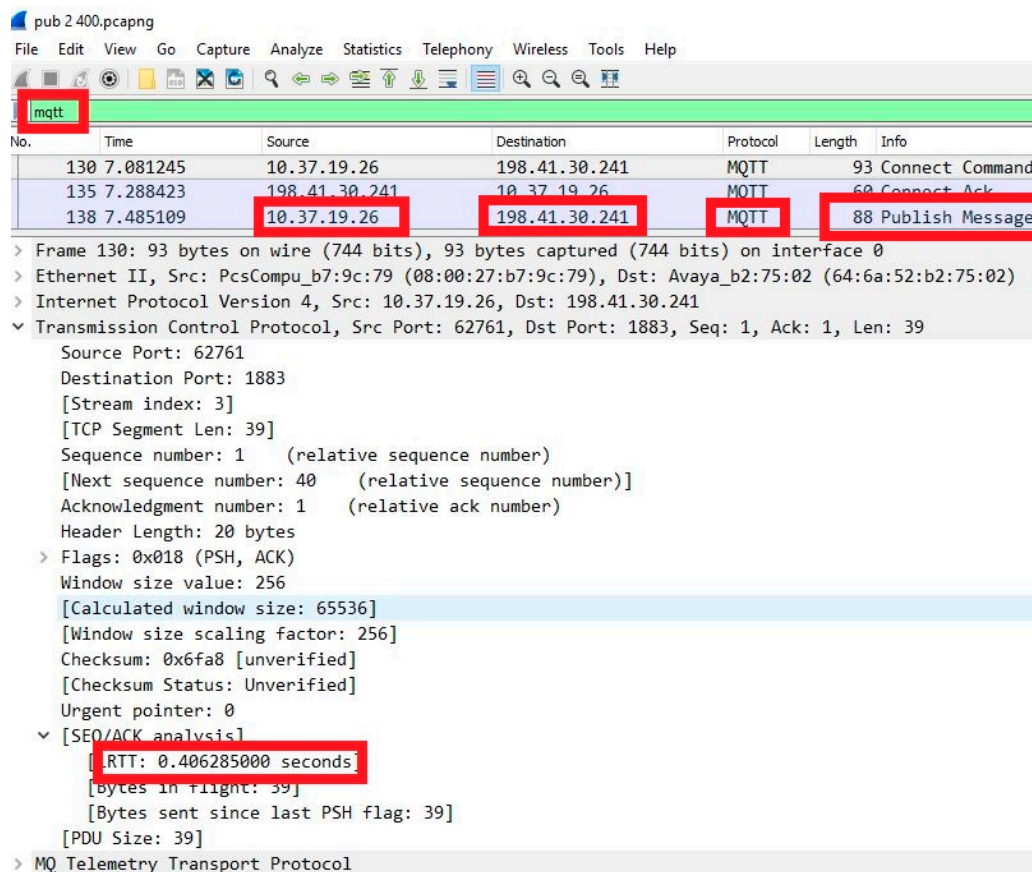 pub 2 400.pcapng
File Edit View Go Capture Analyze Statistics Telephony Wireless Tools Help
mqtt
No. Time Source Destination Protocol Length Info
130 7.081245 10.37.19.26 198.41.30.241 MQTT 93 Connect Command
135 7.288423 198.41.30.241 10.37.19.26 MQTT 60 Connect Ack
138 7.485109 10.37.19.26 198.41.30.241 MQTT 88 Publish Message
> Frame 130: 93 bytes on wire (744 bits), 93 bytes captured (744 bits) on interface 0
> Ethernet II, Src: PcsCompu_b7:9c:79 (08:00:27:b7:9c:79), Dst: Avaya_b2:75:02 (64:6a:52:b2:75:02)
> Internet Protocol Version 4, Src: 10.37.19.26, Dst: 198.41.30.241
Transmission Control Protocol, Src Port: 62761, Dst Port: 1883, Seq: 1, Ack: 1, Len: 39
Source Port: 62761
Destination Port: 1883
[Stream index: 3]
[TCP Segment Len: 39]
Sequence number: 1 (relative sequence number)
[Next sequence number: 40 (relative sequence number)]
Acknowledgment number: 1 (relative ack number)
Header Length: 20 bytes
> Flags: 0x018 (PSH, ACK)
Window size value: 256
[Calculated window size: 65536]
[Window size scaling factor: 256]
Checksum: 0x6fa8 [unverified]
[Checksum Status: Unverified]
Urgent pointer: 0
[SEQ/ACK analysis]
[iRTT: 0.406285000 seconds]
[Bytes in flight: 39]
[Bytes sent since last PSH flag: 39]
[PDU Size: 39]
> MQ Telemetry Transport Protocol